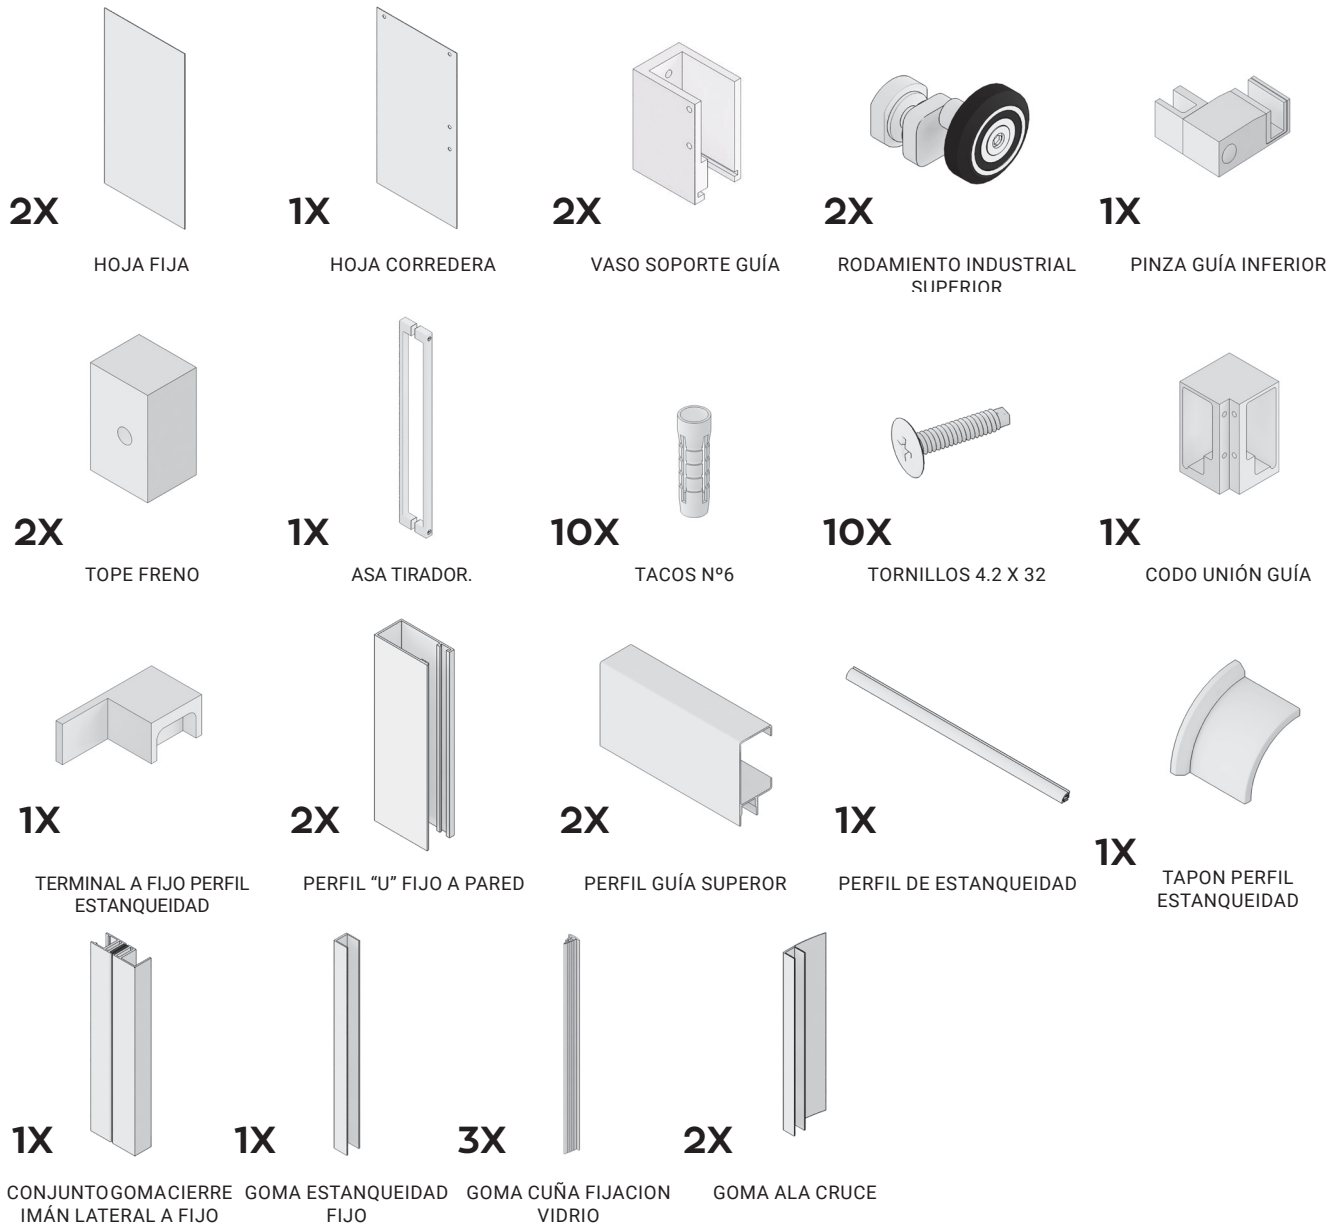 2X
1X
2X
2X
1X
HOJA FIJA
HOJA CORREDERA
VASO SOPORTE GUÍA
RODAMIENTO INDUSTRIAL
SUPERIOR
PINZA GUÍA INFERIOR
2X
1X
10X
10X
1X
TOPE FRENO
ASA TIRADOR.
TACOS Nº6
TORNILLOS 4.2 X 32
CODO UNIÓN GUÍA
1X
2X
2X
1X
1X
TERMINAL A FIJO PERFIL
ESTANQUEIDAD
PERFIL “U” FIJO A PARED
PERFIL GUÍA SUPEROR
PERFIL DE ESTANQUEIDAD
TAPON PERFIL
ESTANQUEIDAD
1X
1X
3X
2X
CONJUNTO GOMA CIERRE
IMÁN LATERAL A FIJO
GOMA ESTANQUEIDAD
FIJO
GOMA CUÑA FIJACION
VIDRIO
GOMA ALA CRUCE